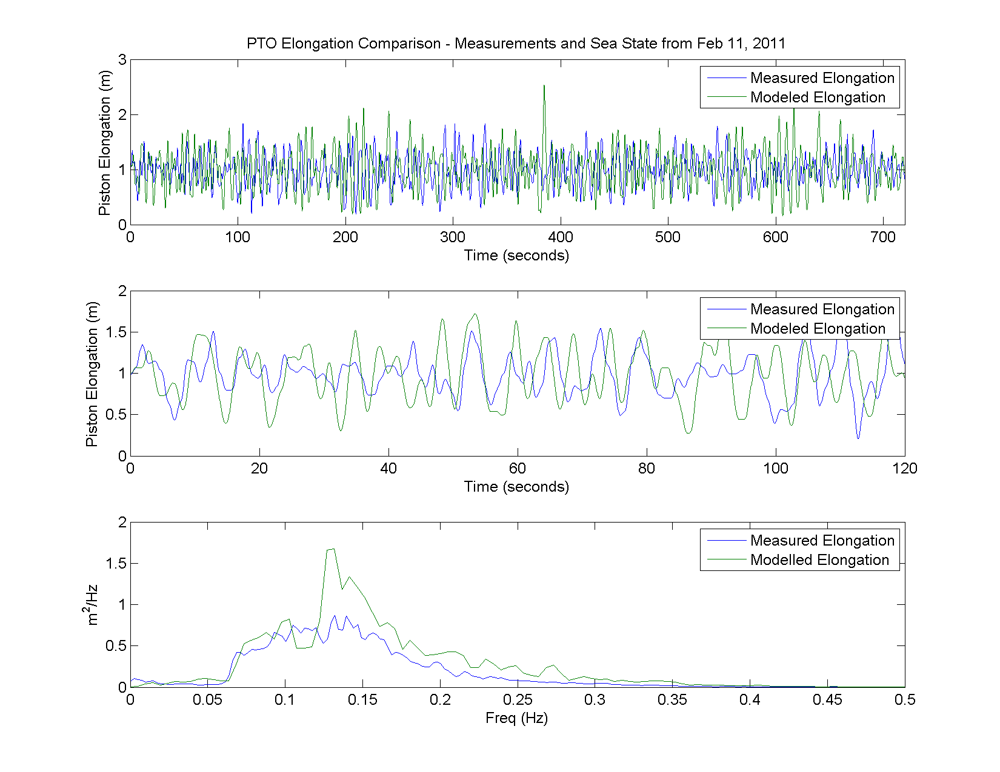 PTO Elongation Comparison - Measurements and Sea State from Feb 11, 2011
3
2
1
0
Piston Elongation (m)
Measured Elongation
Modeled Elongation
0 100 200 300 400 500 600 700
Time (seconds)
2
1.5
1
0.5
0
Piston Elongation (m)
Measured Elongation
Modeled Elongation
0 20 40 60 80 100 120
Time (seconds)
2
1.5
1
0.5
0
m²/Hz
Measured Elongation
Modelled Elongation
0 0.05 0.1 0.15 0.2 0.25 0.3 0.35 0.4 0.45 0.5
Freq (Hz)